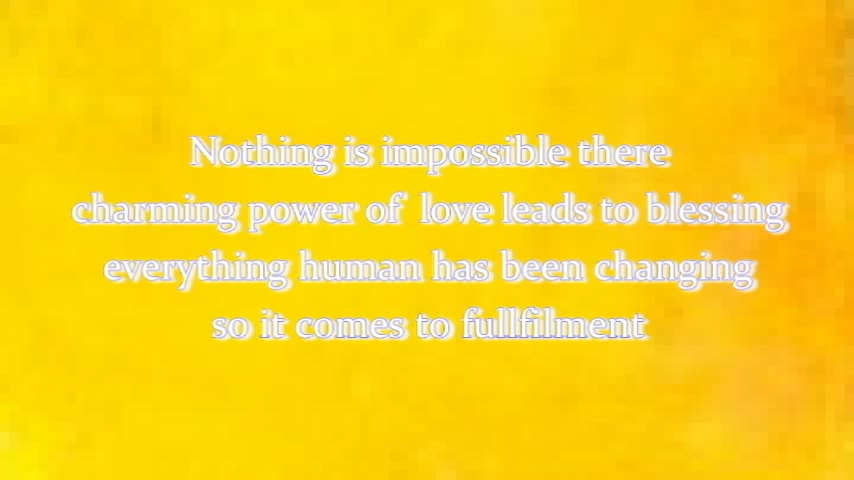 Nothing is impossible there
charming power of love leads to blessing
everything human has been changing
so it comes to fullfilment